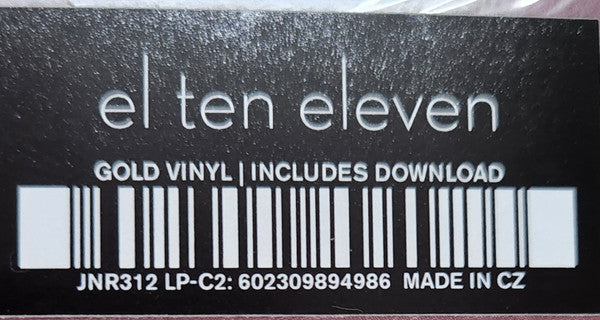 el ten eleven
GOLD VINYL | INCLUDES DOWNLOAD
JNR312 LP-C2: 602309894986 MADE IN CZ